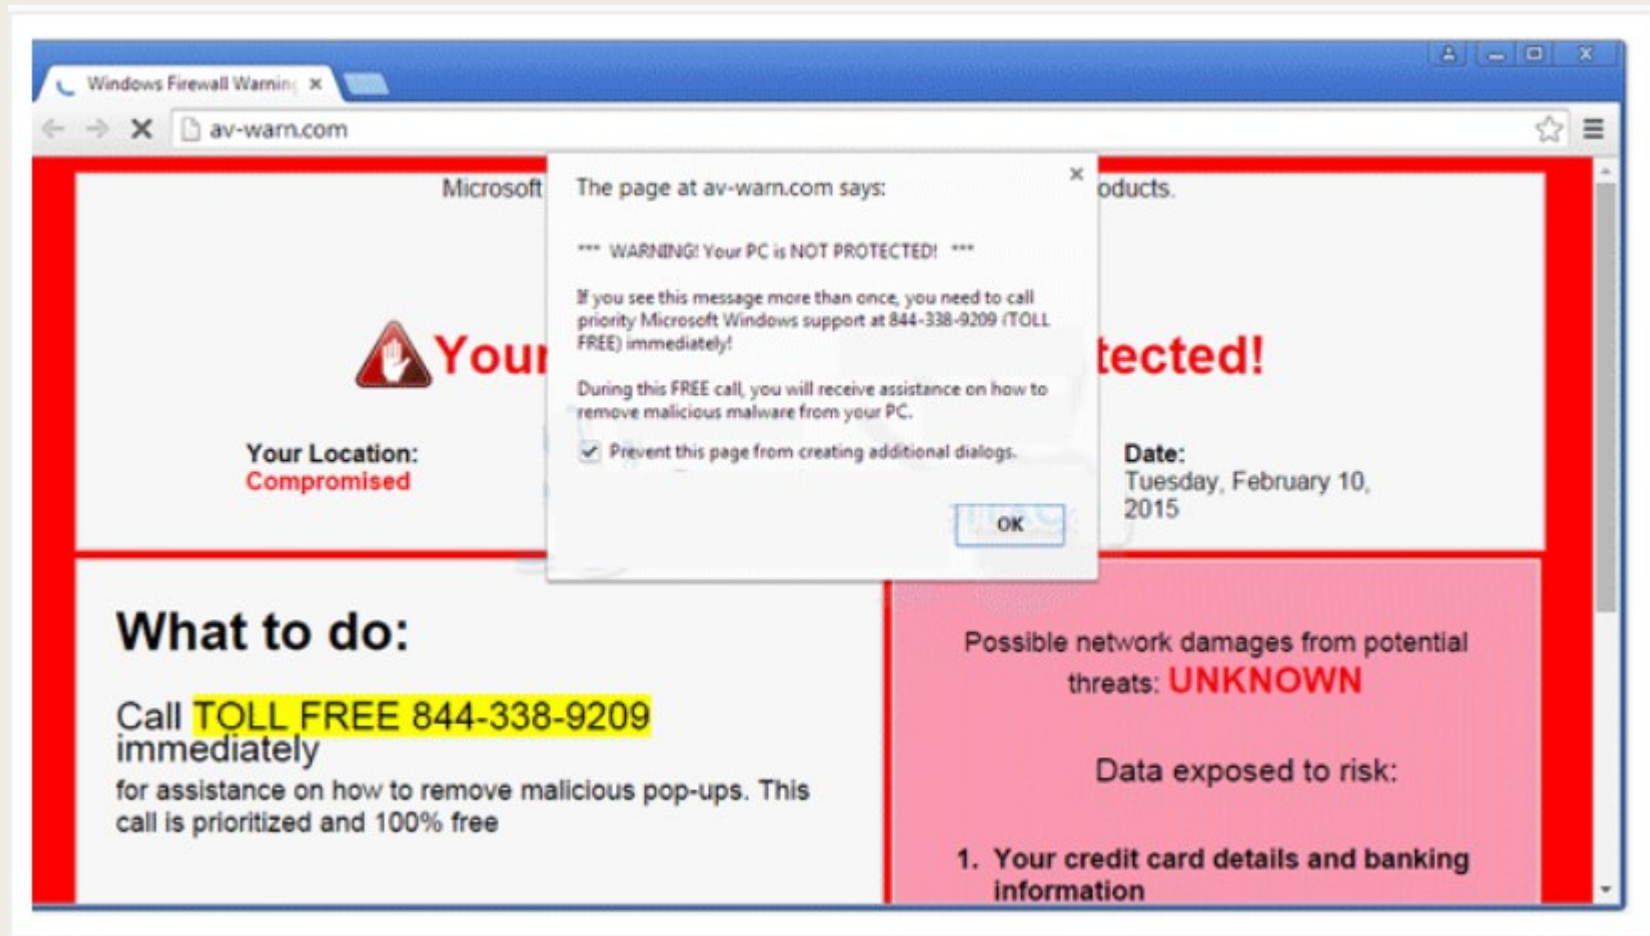 Windows Firewall Warning
av-warn.com
Microsoft
oducts.
The page at av-warn.com says:
*** WARNING! Your PC is NOT PROTECTED! ***
If you see this message more than once, you need to call
priority Microsoft Windows support at 844-338-9209 (TOLL
FREE) immediately!
During this FREE call, you will receive assistance on how to
remove malicious malware from your PC.
Prevent this page from creating additional dialogs.
OK
Your
tected!
Your Location:
Compromised
Date:
Tuesday, February 10,
2015
What to do:
Call TOLL FREE 844-338-9209
immediately
for assistance on how to remove malicious pop-ups. This
call is prioritized and 100% free
Possible network damages from potential
threats: UNKNOWN
Data exposed to risk:
1. Your credit card details and banking
information